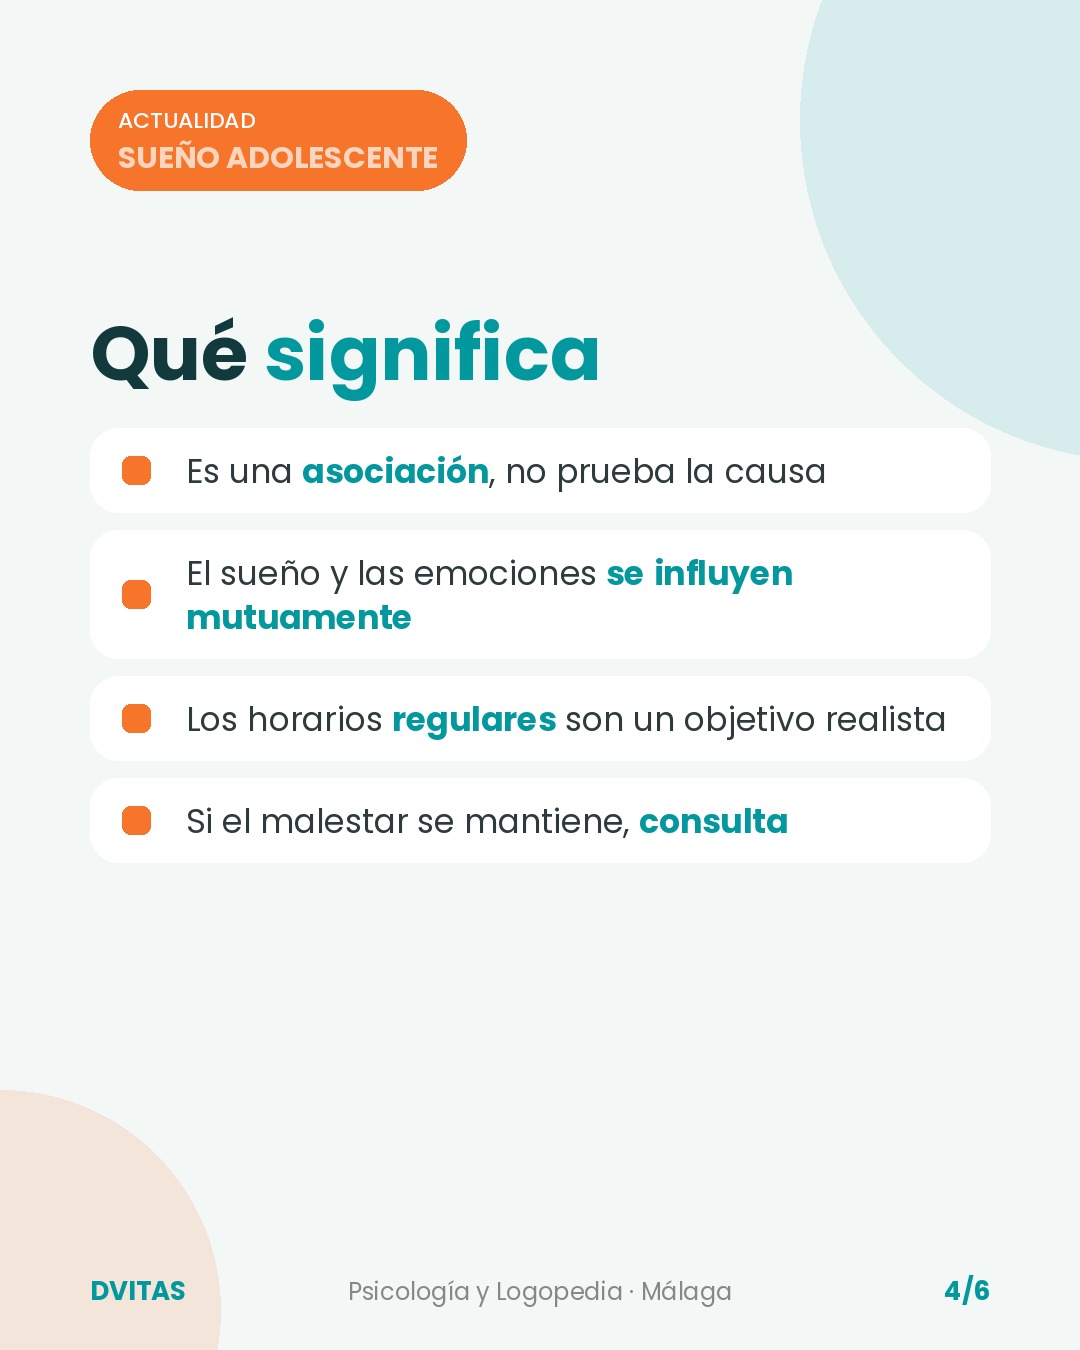 ACTUALIDAD
SUEÑO ADOLESCENTE
Qué significa
Es una asociación, no prueba la causa
El sueño y las emociones se influyen
mutuamente
Los horarios regulares son un objetivo realista
Si el malestar se mantiene, consulta
DVITAS
Psicología y Logopedia · Málaga
4/6